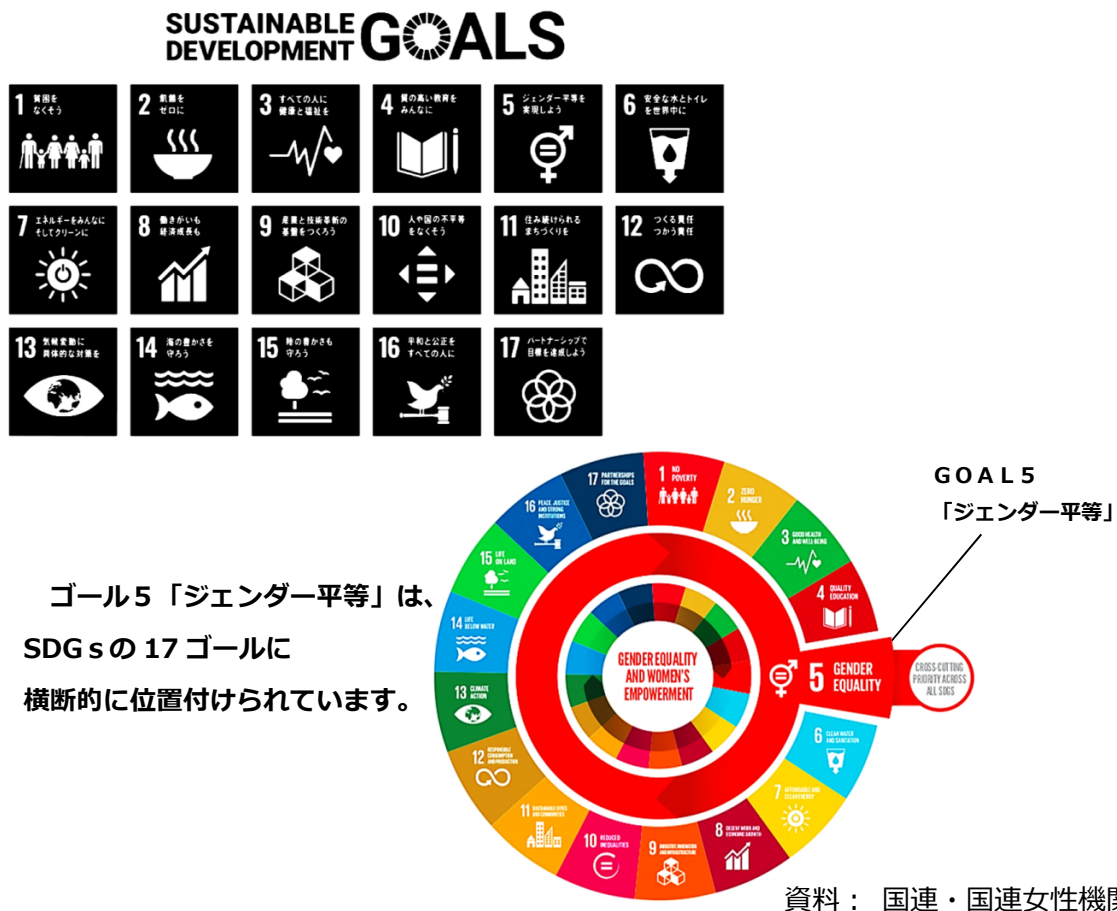 SUSTAINABLE
DEVELOPMENT
GOALS
1 貧困を
なくそう
2 飢餓を
ゼロに
3 すべての人に
健康と福祉を
4 質の高い教育を
みんなに
5 ジェンダー平等を
実現しよう
6 安全な水とトイレ
を世界中に
7 エネルギーをみんなに
そしてクリーンに
8 働きがいも
経済成長も
9 産業と技術革新の
基盤をつくろう
10 人や国の不平等
をなくそう
11 住み続けられる
まちづくりを
12 つくる責任
つかう責任
13 気候変動に
具体的な対策を
14 海の豊かさを
守ろう
15 陸の豊かさも
守ろう
16 平和と公正を
すべての人に
17 パートナーシップで
目標を達成しよう
GOAL5
「ジェンダー平等」
ゴール5「ジェンダー平等」は、
SDGsの 17 ゴールに
横断的に位置付けられています。
1 NO
POVERTY
2 ZERO
HUNGER
3 GOOD HEALTH
AND WELL-BEING
4 QUALITY
EDUCATION
5 GENDER
EQUALITY
CROSS-CUTTING
PRIORITY ACROSS
ALL SDGS
6 CLEAN WATER
AND SANITATION
7 AFFORDABLE AND
CLEAN ENERGY
8 DECENT WORK AND
ECONOMIC GROWTH
9 INDUSTRY, INNOVATION
AND INFRASTRUCTURE
10 REDUCED
INEQUALITIES
11 SUSTAINABLE CITIES
AND COMMUNITIES
12 RESPONSIBLE
CONSUMPTION
AND PRODUCTION
13 CLIMATE
ACTION
14 LIFE
BELOW WATER
15 LIFE
ON LAND
16 PEACE, JUSTICE
AND STRONG
INSTITUTIONS
17 PARTNERSHIPS
FOR THE GOALS
GENDER EQUALITY
AND WOMEN'S
EMPOWERMENT
資料： 国連・国連女性機関